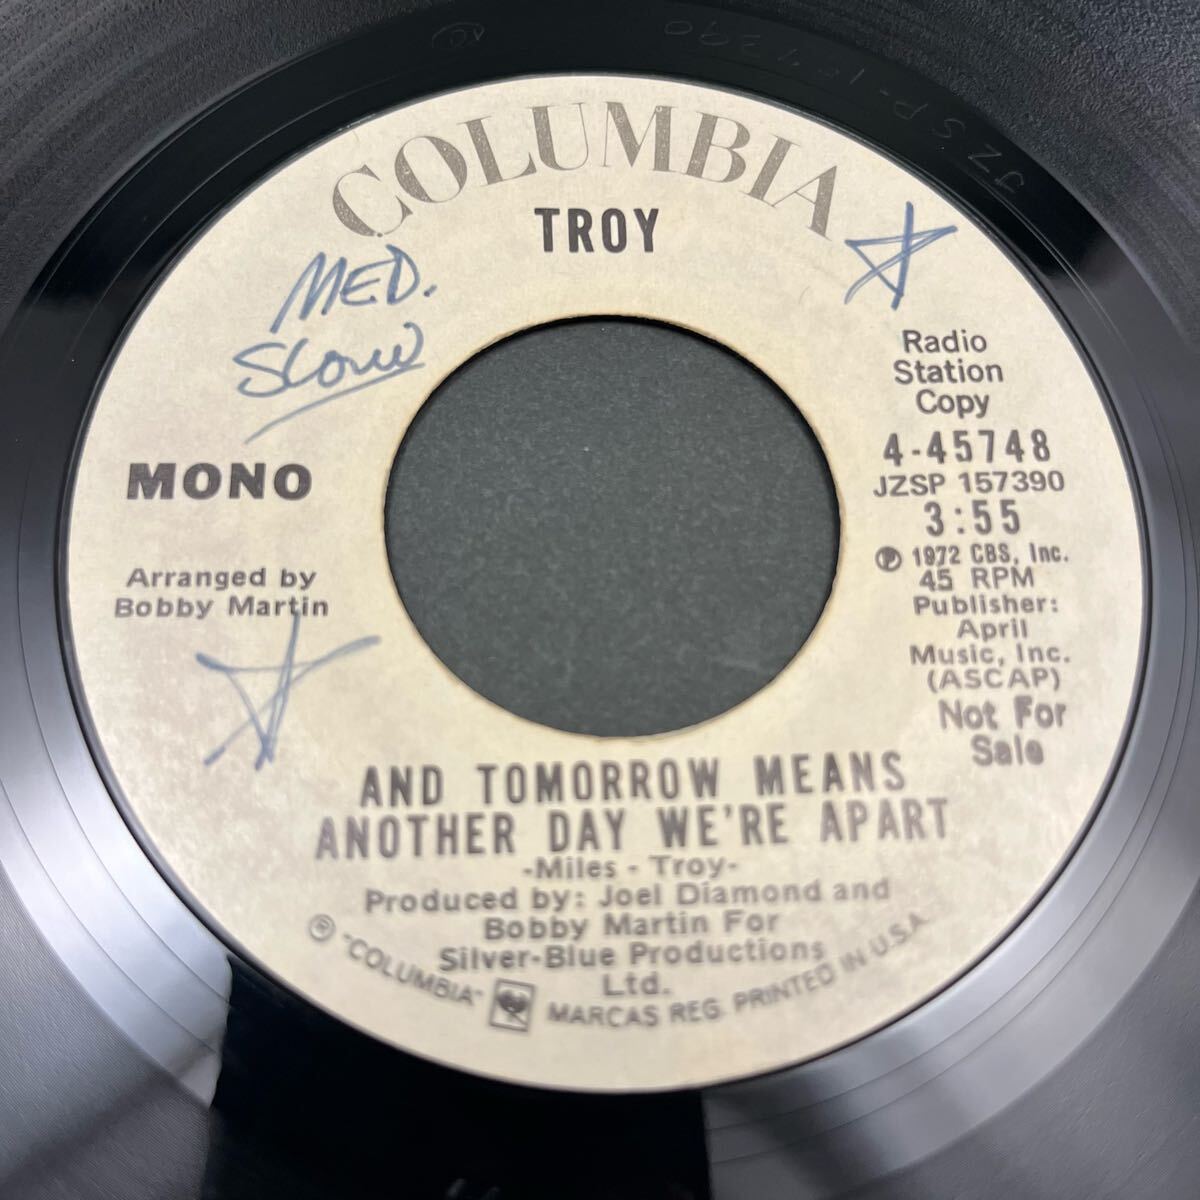 COLUMBIA
TROY
MED.
Slow
MONO
Arranged by
Bobby Martin
Radio
Station
Copy
4-45748
JZSP 157390
3:55
Ⓟ 1972 CBS, Inc.
45 RPM
Publisher:
April
Music, Inc.
(ASCAP)
Not For
Sale
AND TOMORROW MEANS
ANOTHER DAY WE'RE APART
-Miles - Troy-
Produced by: Joel Diamond and
Bobby Martin For
Silver-Blue Productions
Ltd.
® "COLUMBIA" MARCAS REG. PRINTED IN U.S.A.